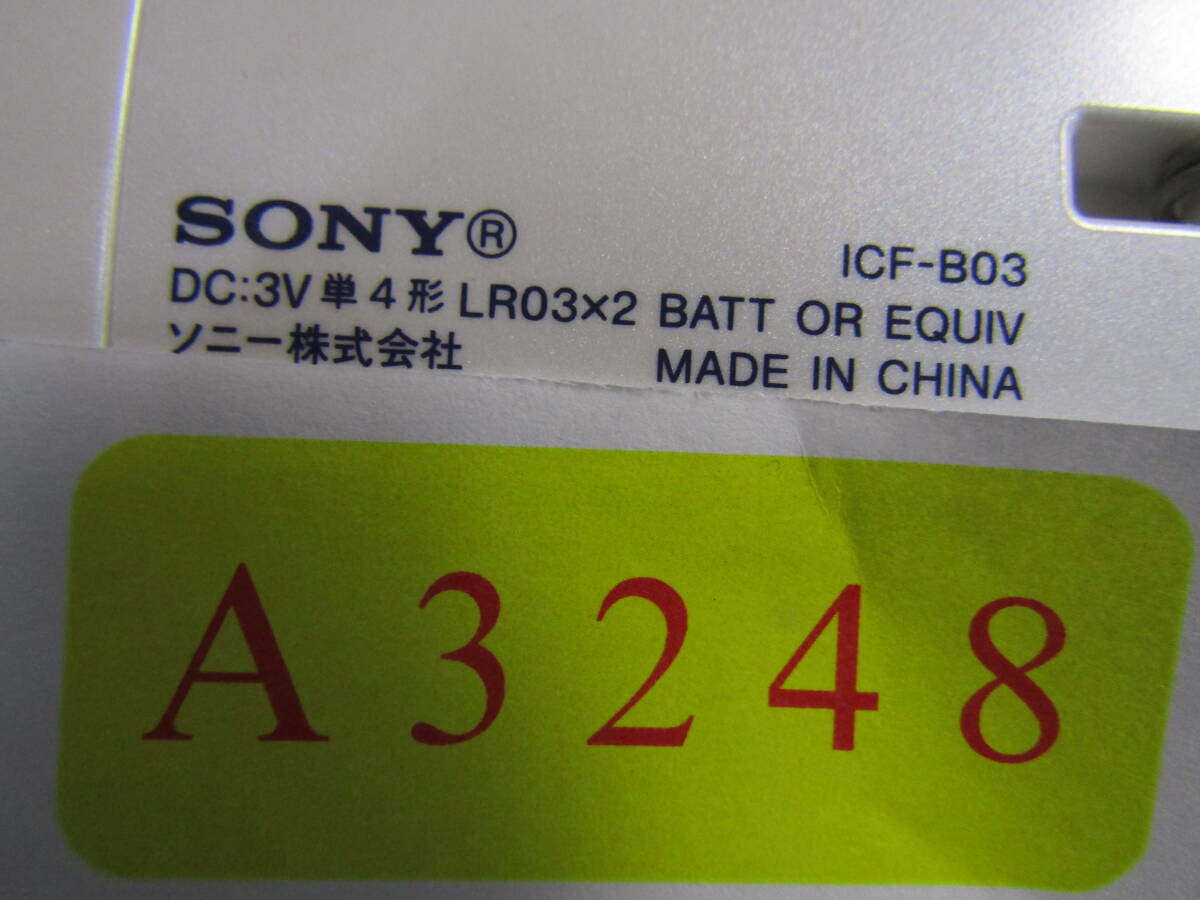 SONY®
ICF-B03
DC:3V 単4形 LR03×2 BATT OR EQUIV
ソニー株式会社 MADE IN CHINA
A3248